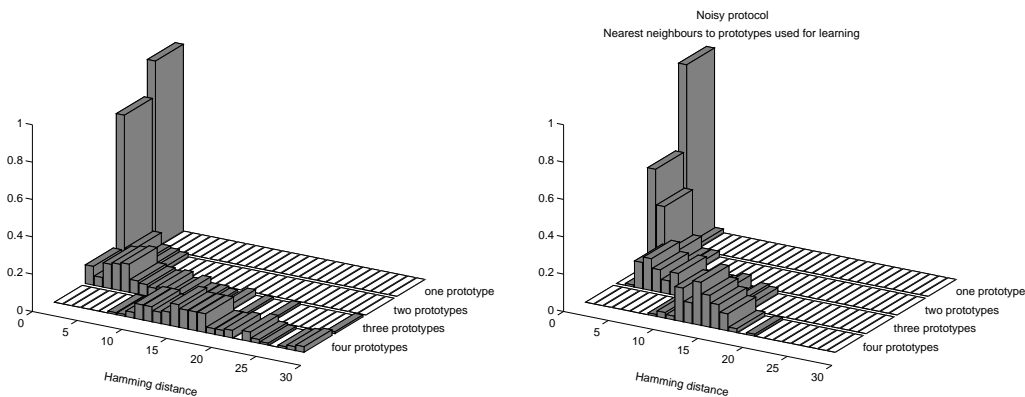 1
0.8
0.6
0.4
0.2
0
0
5
10
15
20
25
30
Hamming distance
one prototype
two prototypes
three prototypes
four prototypes
Noisy protocol
Nearest neighbours to prototypes used for learning
1
0.8
0.6
0.4
0.2
0
0
5
10
15
20
25
30
Hamming distance
one prototype
two prototypes
three prototypes
four prototypes